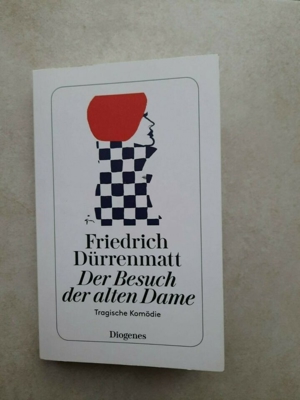 Friedrich
Dürrenmatt
Der Besuch
der alten Dame
Tragische Komödie
Diogenes